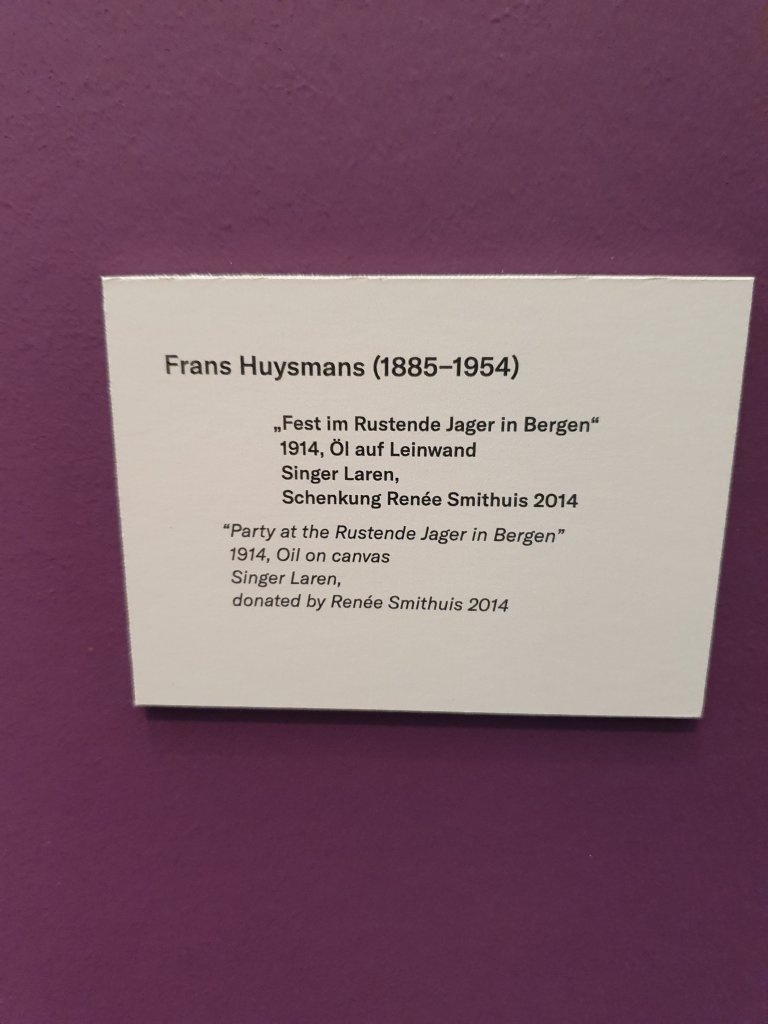 Frans Huysmans (1885–1954)
„Fest im Rustende Jager in Bergen“
1914, Öl auf Leinwand
Singer Laren,
Schenkung Renée Smithuis 2014
“Party at the Rustende Jager in Bergen”
1914, Oil on canvas
Singer Laren,
donated by Renée Smithuis 2014